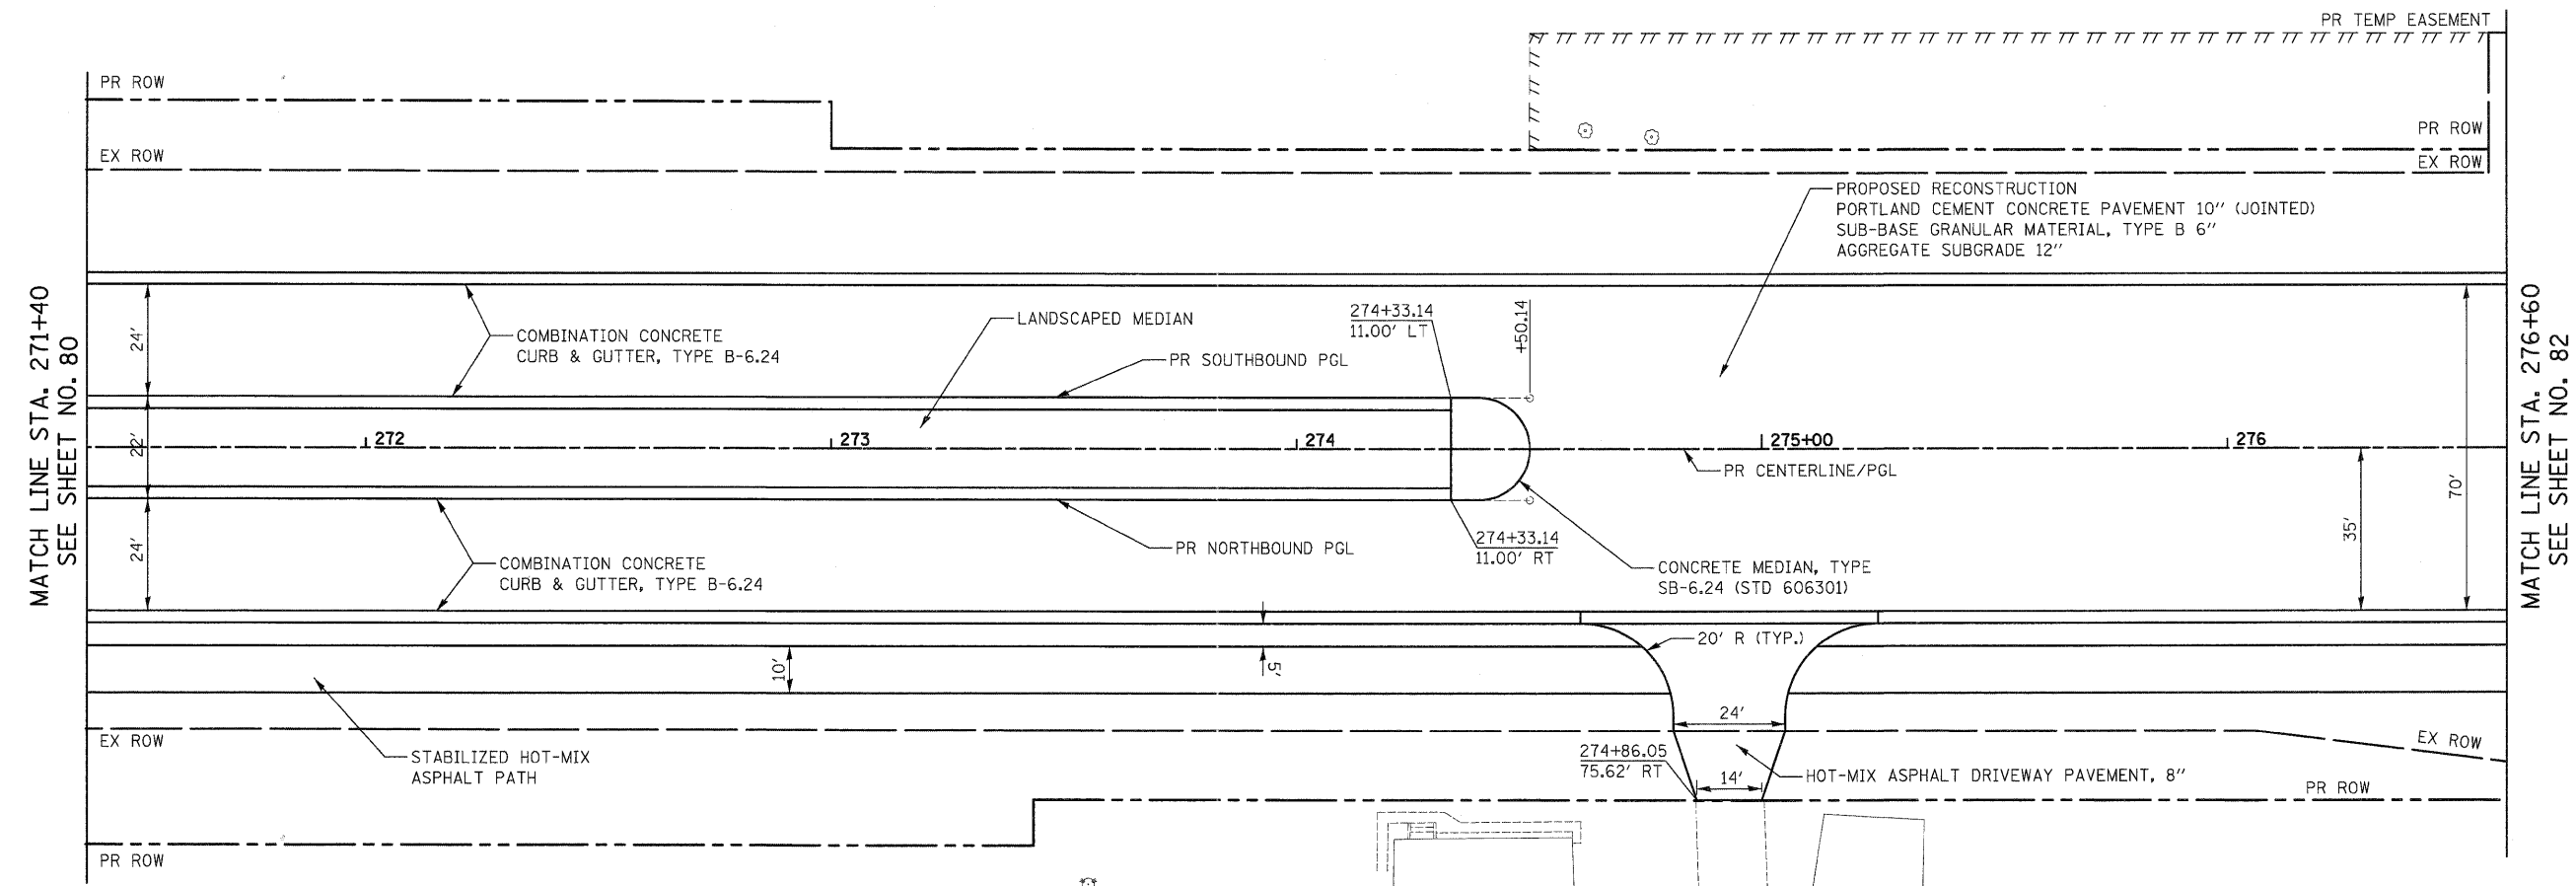 PR TEMP EASEMENT
PR ROW
EX ROW
PR ROW
EX ROW
PROPOSED RECONSTRUCTION
PORTLAND CEMENT CONCRETE PAVEMENT 10" (JOINTED)
SUB-BASE GRANULAR MATERIAL, TYPE B 6"
AGGREGATE SUBGRADE 12"
MATCH LINE STA. 271+40
SEE SHEET NO. 80
24'
22'
24'
COMBINATION CONCRETE
CURB & GUTTER, TYPE B-6.24
LANDSCAPED MEDIAN
PR SOUTHBOUND PGL
274+33.14
11.00' LT
+50.14
272
273
274
275+00
276
PR CENTERLINE/PGL
70'
35'
MATCH LINE STA. 276+60
SEE SHEET NO. 82
PR NORTHBOUND PGL
274+33.14
11.00' RT
COMBINATION CONCRETE
CURB & GUTTER, TYPE B-6.24
CONCRETE MEDIAN, TYPE
SB-6.24 (STD 606301)
20' R (TYP.)
10'
5'
24'
EX ROW
STABILIZED HOT-MIX
ASPHALT PATH
274+86.05
75.62' RT
14'
HOT-MIX ASPHALT DRIVEWAY PAVEMENT, 8"
EX ROW
PR ROW
PR ROW